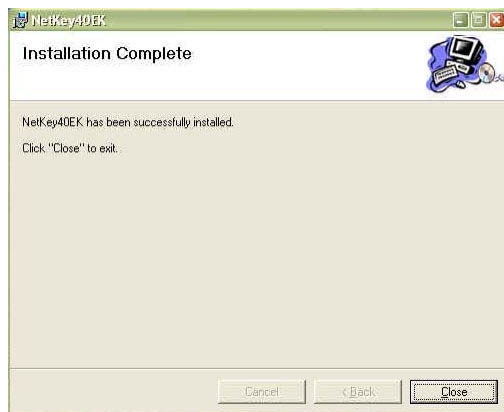 NetKey40EK
Installation Complete
NetKey40EK has been successfully installed.
Click "Close" to exit.
Cancel
< Back
Close